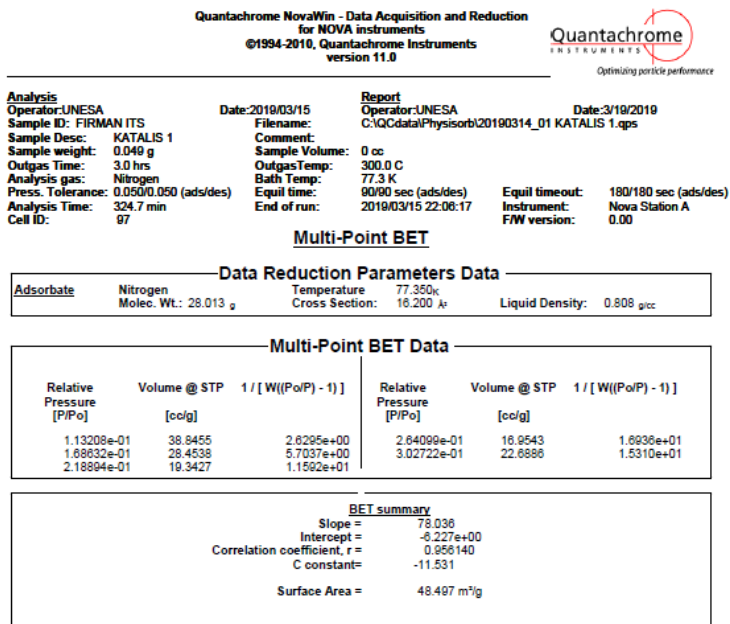 Quantachrome NovaWin - Data Acquisition and Reduction
for NOVA instruments
©1994-2010, Quantachrome Instruments
version 11.0
Quantachrome
INSTRUMENTS
Optimizing particle performance
Analysis Report
Operator:UNESA Date:2019/03/15 Operator:UNESA Date:3/19/2019
Sample ID: FIRMAN ITS Filename: C:\QCdata\Physisorb\20190314_01 KATALIS 1.qps
Sample Desc: KATALIS 1 Comment:
Sample weight: 0.049 g Sample Volume: 0 cc
Outgas Time: 3.0 hrs OutgasTemp: 300.0 C
Analysis gas: Nitrogen Bath Temp: 77.3 K
Press. Tolerance: 0.050/0.050 (ads/des) Equil time: 90/90 sec (ads/des) Equil timeout: 180/180 sec (ads/des)
Analysis Time: 324.7 min End of run: 2019/03/15 22:06:17 Instrument: Nova Station A
Cell ID: 97 F/W version: 0.00
Multi-Point BET
Data Reduction Parameters Data
Adsorbate Nitrogen Temperature 77.350K
Molec. Wt.: 28.013 g Cross Section: 16.200 Å² Liquid Density: 0.808 g/cc
Multi-Point BET Data
Relative Volume @ STP 1 / [ W((Po/P) - 1) ] Relative Volume @ STP 1 / [ W((Po/P) - 1) ]
Pressure Pressure
[P/Po] [cc/g] [P/Po] [cc/g]
1.13208e-01 38.8455 2.6295e+00 2.64099e-01 16.9543 1.6936e+01
1.68632e-01 28.4538 5.7037e+00 3.02722e-01 22.6886 1.5310e+01
2.18894e-01 19.3427 1.1592e+01
BET summary
Slope = 78.036
Intercept = -6.227e+00
Correlation coefficient, r = 0.956140
C constant= -11.531
Surface Area = 48.497 m²/g